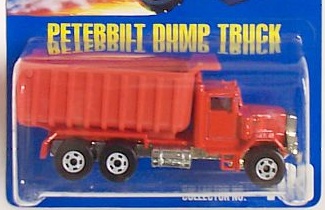 PETERBILT DUMP TRUCK
COLLECTOR NO.